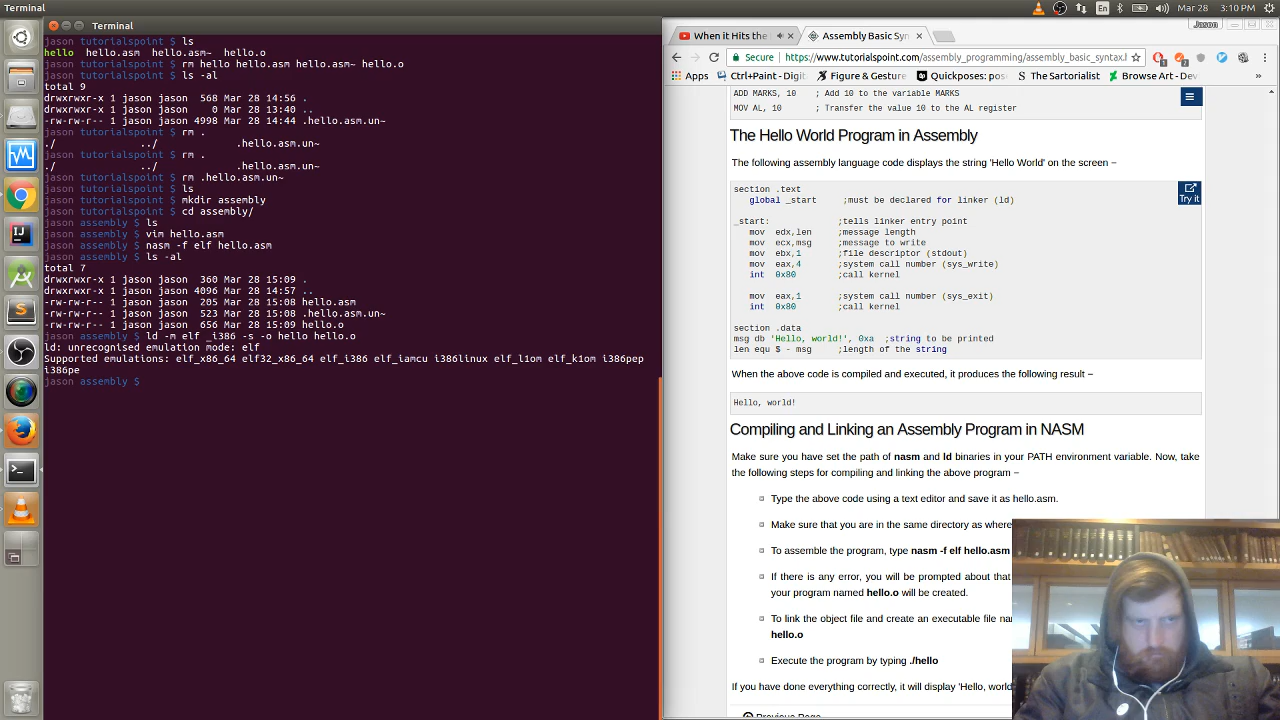 Terminal
En
Mar 28
3:10 PM
Terminal
jason tutorialspoint $ ls
hello  hello.asm  hello.asm~  hello.o
jason tutorialspoint $ rm hello hello.asm hello.asm~ hello.o
jason tutorialspoint $ ls -al
total 9
drwxrwxr-x 1 jason jason  568 Mar 28 14:56 .
drwxrwxr-x 1 jason jason    0 Mar 28 13:40 ..
-rw-rw-r-- 1 jason jason 4998 Mar 28 14:44 .hello.asm.un~
jason tutorialspoint $ rm .
./             ../            .hello.asm.un~
jason tutorialspoint $ rm .
./             ../            .hello.asm.un~
jason tutorialspoint $ rm .hello.asm.un~
jason tutorialspoint $ ls
jason tutorialspoint $ mkdir assembly
jason tutorialspoint $ cd assembly/
jason assembly $ ls
jason assembly $ vim hello.asm
jason assembly $ nasm -f elf hello.asm
jason assembly $ ls -al
total 7
drwxrwxr-x 1 jason jason  360 Mar 28 15:09 .
drwxrwxr-x 1 jason jason 4096 Mar 28 14:57 ..
-rw-rw-r-- 1 jason jason  205 Mar 28 15:08 hello.asm
-rw-rw-r-- 1 jason jason  523 Mar 28 15:08 .hello.asm.un~
-rw-rw-r-- 1 jason jason  656 Mar 28 15:09 hello.o
jason assembly $ ld -m elf _i386 -s -o hello hello.o
ld: unrecognised emulation mode: elf
Supported emulations: elf_x86_64 elf32_x86_64 elf_i386 elf_iamcu i386linux elf_l1om elf_k1om i386pep
i386pe
jason assembly $
Jason
When it Hits the
Assembly Basic Syn
Secure
https://www.tutorialspoint.com/assembly_programming/assembly_basic_syntax.l
Apps
Ctrl+Paint - Digit
Figure & Gesture
Quickposes: pos
The Sartorialist
Browse Art - Dev
ADD MARKS, 10    ; Add 10 to the variable MARKS
MOV AL, 10       ; Transfer the value 10 to the AL register
The Hello World Program in Assembly
The following assembly language code displays the string 'Hello World' on the screen −
Try it
section .text
global _start     ;must be declared for linker (ld)
_start:             ;tells linker entry point
mov  edx,len     ;message length
mov  ecx,msg     ;message to write
mov  ebx,1       ;file descriptor (stdout)
mov  eax,4       ;system call number (sys_write)
int  0x80        ;call kernel
mov  eax,1       ;system call number (sys_exit)
int  0x80        ;call kernel
section .data
msg db 'Hello, world!', 0xa  ;string to be printed
len equ $ - msg     ;length of the string
When the above code is compiled and executed, it produces the following result −
Hello, world!
Compiling and Linking an Assembly Program in NASM
Make sure you have set the path of nasm and ld binaries in your PATH environment variable. Now, take
the following steps for compiling and linking the above program −
Type the above code using a text editor and save it as hello.asm.
Make sure that you are in the same directory as where
To assemble the program, type nasm -f elf hello.asm
If there is any error, you will be prompted about that
your program named hello.o will be created.
To link the object file and create an executable file nam
hello.o
Execute the program by typing ./hello
If you have done everything correctly, it will display 'Hello, world
Previous Page